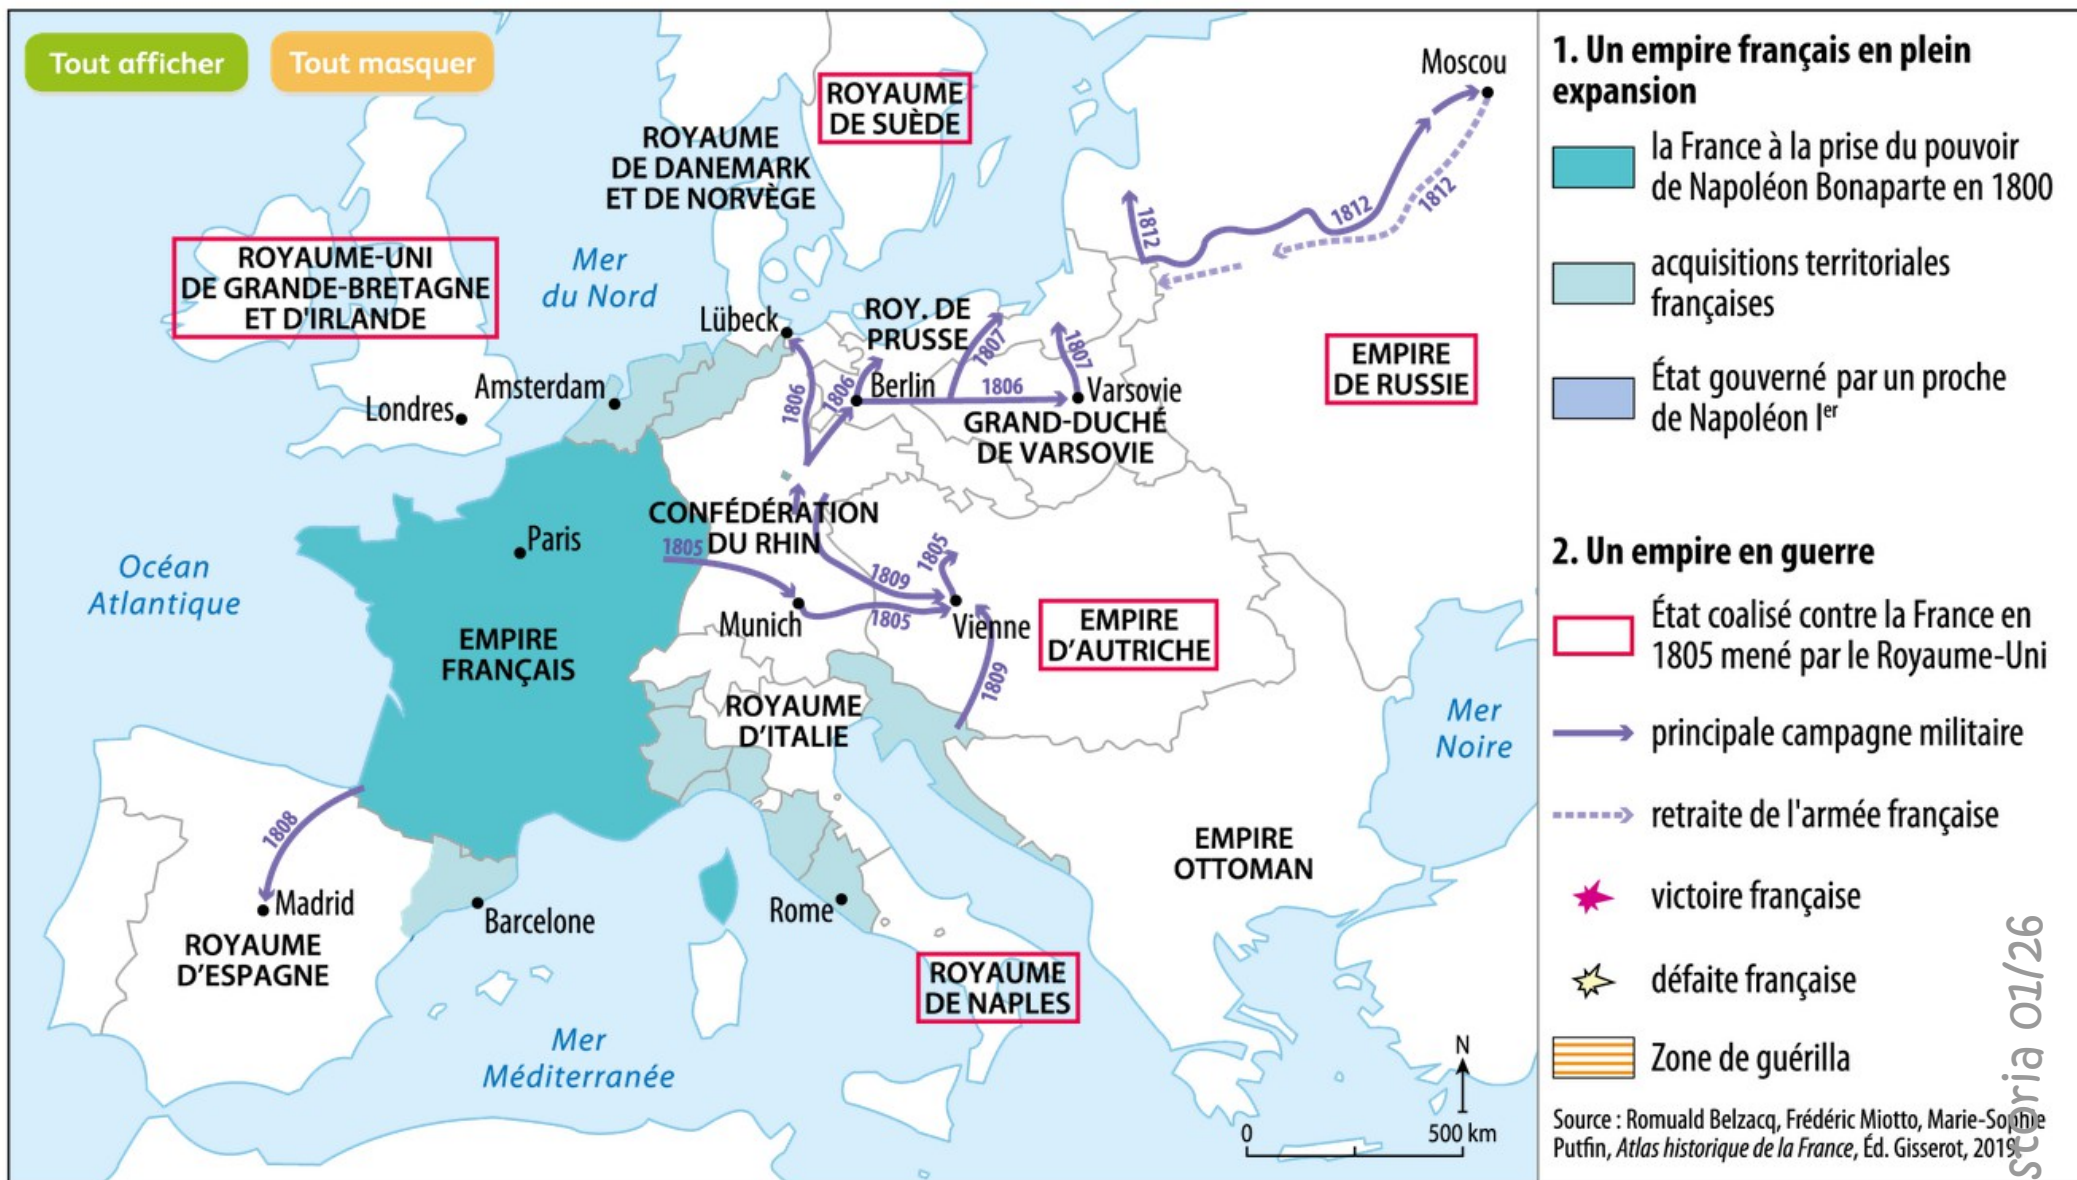 Tout afficher
Tout masquer
Moscou
ROYAUME
DE SUÈDE
ROYAUME
DE DANEMARK
ET DE NORVÈGE
1812
1812
1812
ROYAUME-UNI
DE GRANDE-BRETAGNE
ET D'IRLANDE
Mer
du Nord
Lübeck
ROY. DE
PRUSSE
1807
1807
EMPIRE
DE RUSSIE
Amsterdam
Londres
1806
1806
Berlin
1806
Varsovie
GRAND-DUCHÉ
DE VARSOVIE
CONFÉDÉRATION
DU RHIN
Paris
1805
1805
Océan
Atlantique
1809
1805
Munich
Vienne
EMPIRE
D'AUTRICHE
EMPIRE
FRANÇAIS
1809
ROYAUME
D'ITALIE
Mer
Noire
1808
EMPIRE
OTTOMAN
Madrid
Barcelone
Rome
ROYAUME
D'ESPAGNE
ROYAUME
DE NAPLES
Mer
Méditerranée
N
0
500 km
1. Un empire français en plein
expansion
la France à la prise du pouvoir
de Napoléon Bonaparte en 1800
acquisitions territoriales
françaises
État gouverné par un proche
de Napoléon Ier
2. Un empire en guerre
État coalisé contre la France en
1805 mené par le Royaume-Uni
principale campagne militaire
retraite de l'armée française
victoire française
défaite française
Zone de guérilla
Source : Romuald Belzacq, Frédéric Miotto, Marie-Sophie
Putfin, Atlas historique de la France, Éd. Gisserot, 2019.
storia 01/26